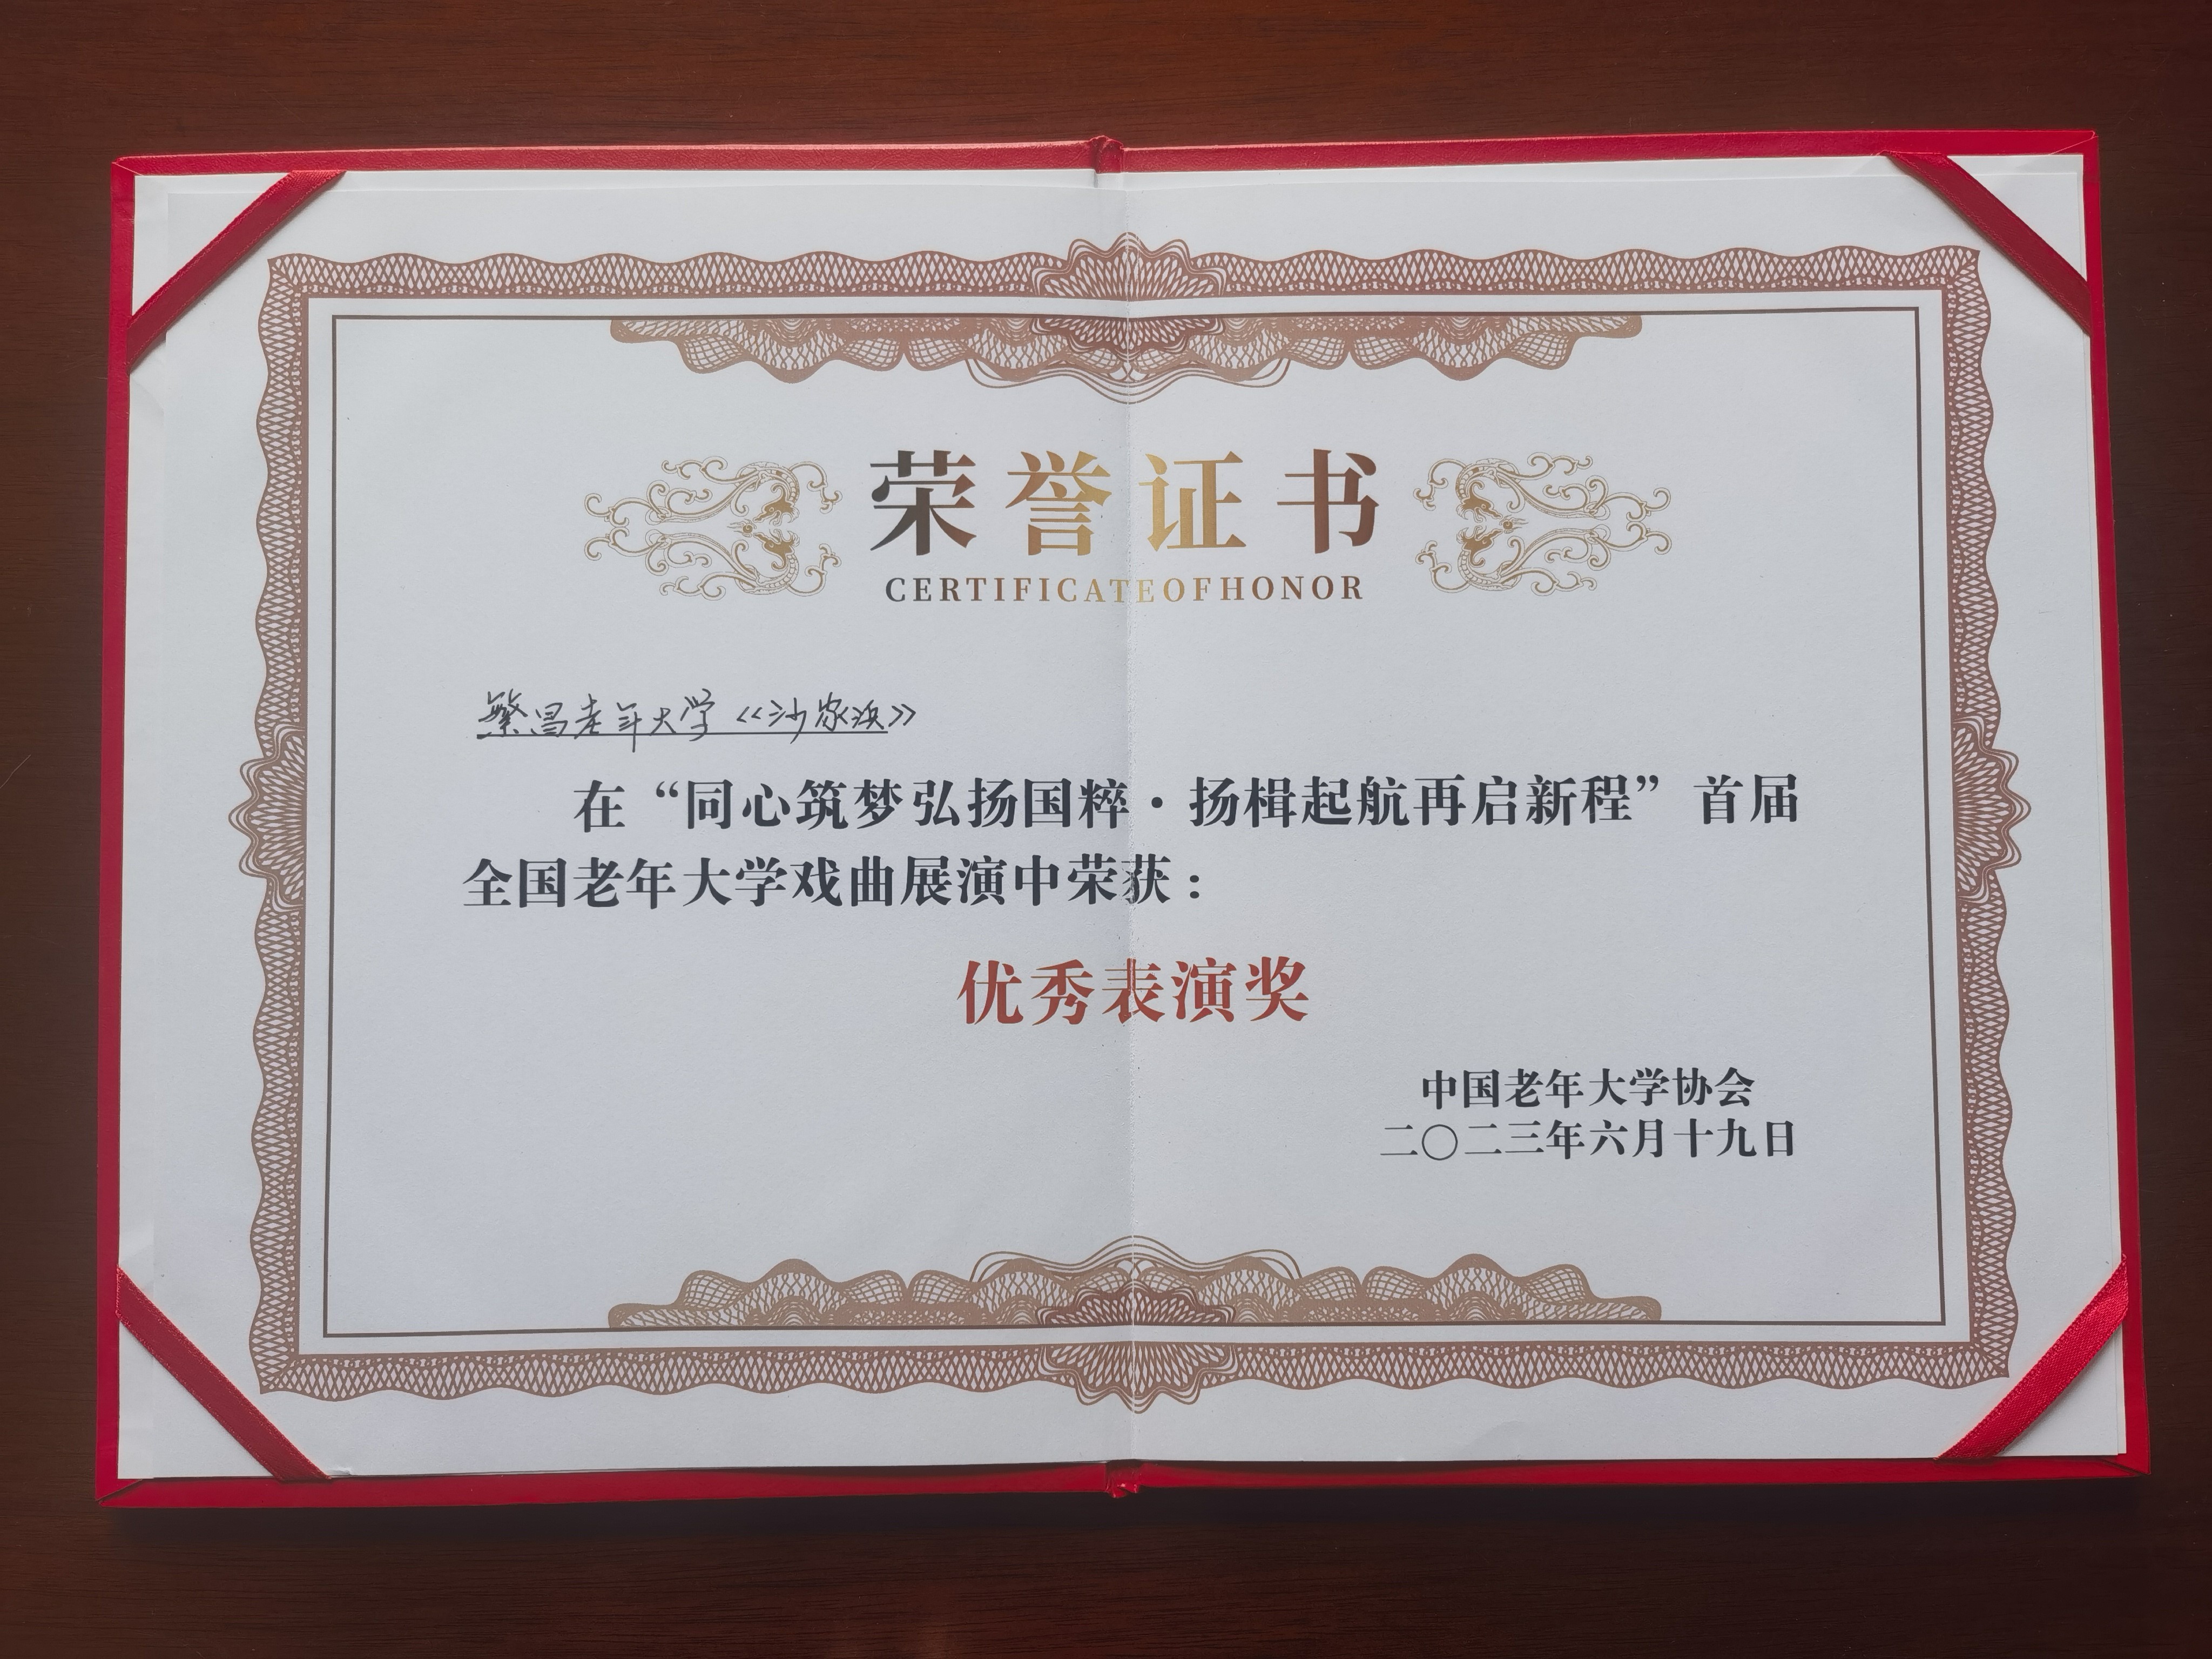 荣誉证书
CERTIFICATEOFHONOR
繁昌老年大学《沙家浜》
在“同心筑梦弘扬国粹·扬楫起航再启新程”首届
全国老年大学戏曲展演中荣获：
优秀表演奖
中国老年大学协会
二〇二三年六月十九日